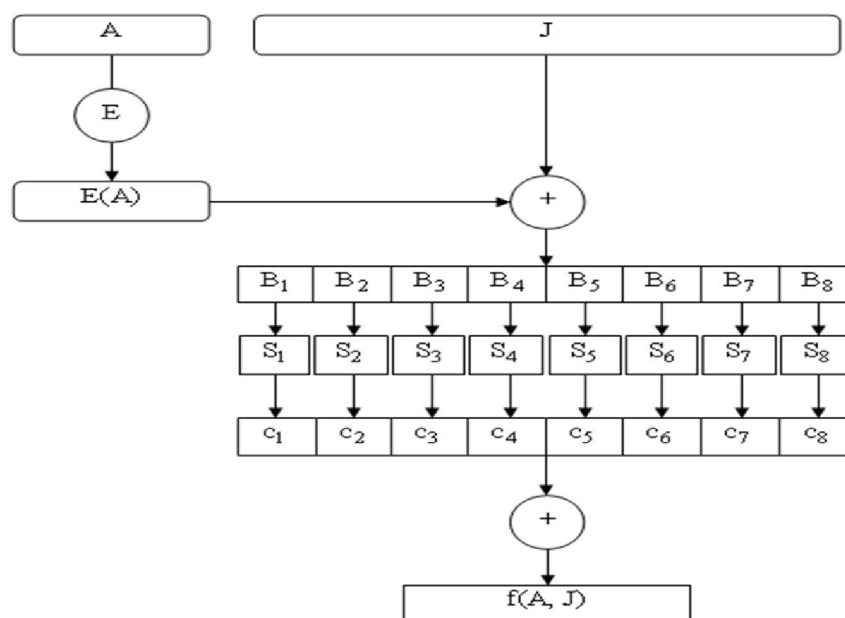 A J
E
E(A) +
B₁ B₂ B₃ B₄ B₅ B₆ B₇ B₈
S₁ S₂ S₃ S₄ S₅ S₆ S₇ S₈
c₁ c₂ c₃ c₄ c₅ c₆ c₇ c₈
+
f(A, J)